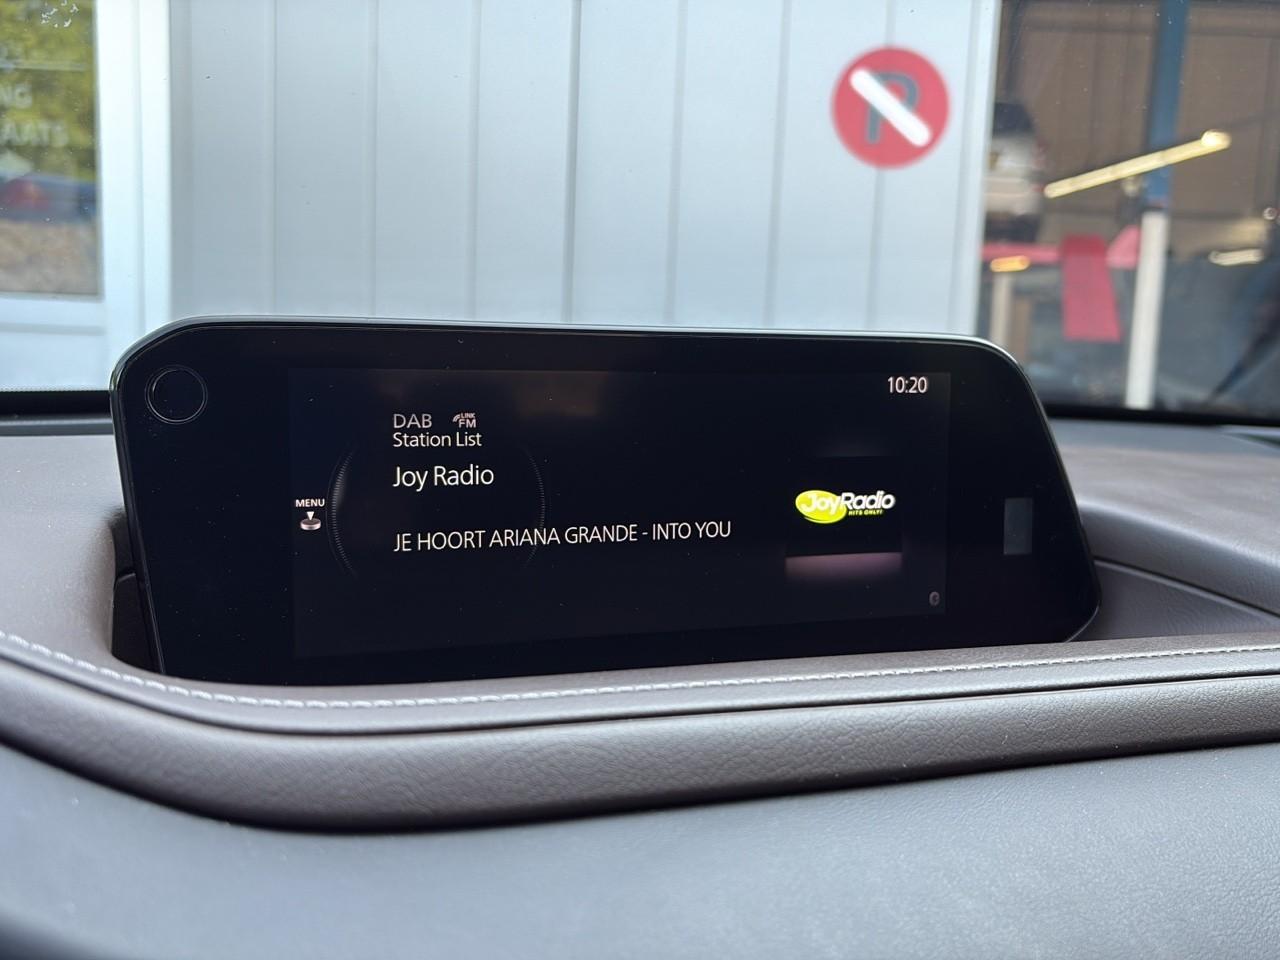 10:20
DAB LINK FM
Station List
Joy Radio
MENU
JoyRadio
HITS ONLY!
JE HOORT ARIANA GRANDE - INTO YOU
P
NG